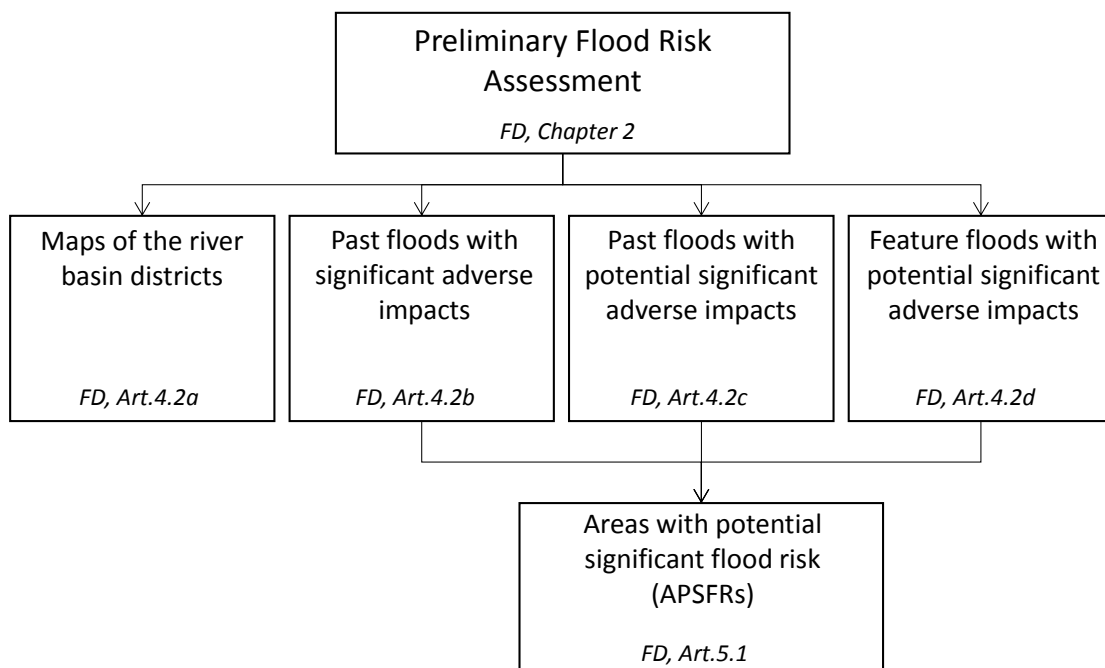 Preliminary Flood Risk
Assessment
FD, Chapter 2
Maps of the river
basin districts
FD, Art.4.2a
Past floods with
significant adverse
impacts
FD, Art.4.2b
Past floods with
potential significant
adverse impacts
FD, Art.4.2c
Feature floods with
potential significant
adverse impacts
FD, Art.4.2d
Areas with potential
significant flood risk
(APSFRs)
FD, Art.5.1